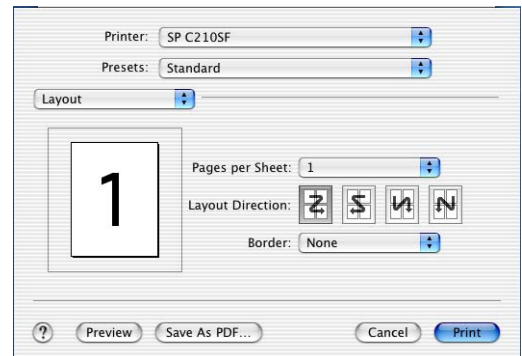 Printer: SP C210SF
Presets: Standard
Layout
1
Pages per Sheet: 1
Layout Direction:
Border: None
? Preview Save As PDF... Cancel Print